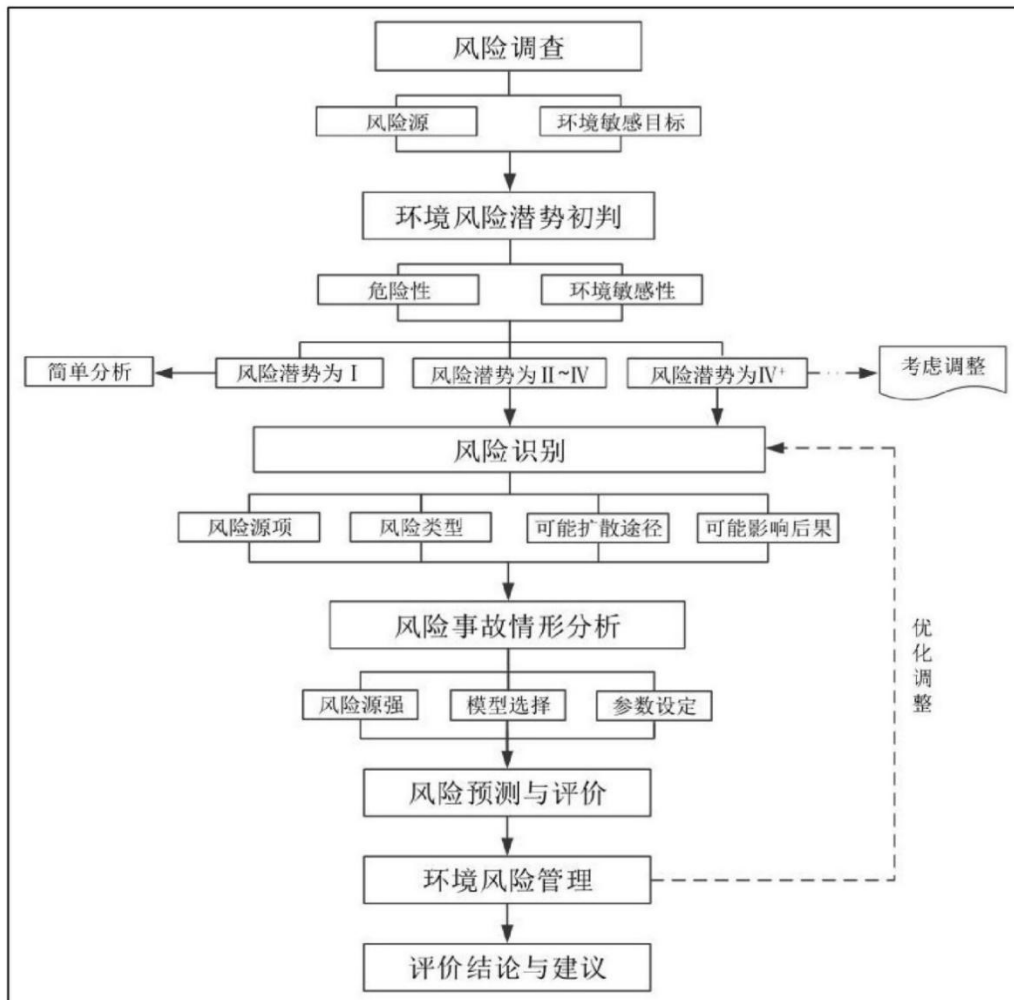 风险调查
风险源
环境敏感目标
环境风险潜势初判
危险性
环境敏感性
简单分析
风险潜势为Ⅰ
风险潜势为Ⅱ~Ⅳ
风险潜势为Ⅳ⁺
考虑调整
风险识别
风险源项
风险类型
可能扩散途径
可能影响后果
风险事故情形分析
优化调整
风险源强
模型选择
参数设定
风险预测与评价
环境风险管理
评价结论与建议